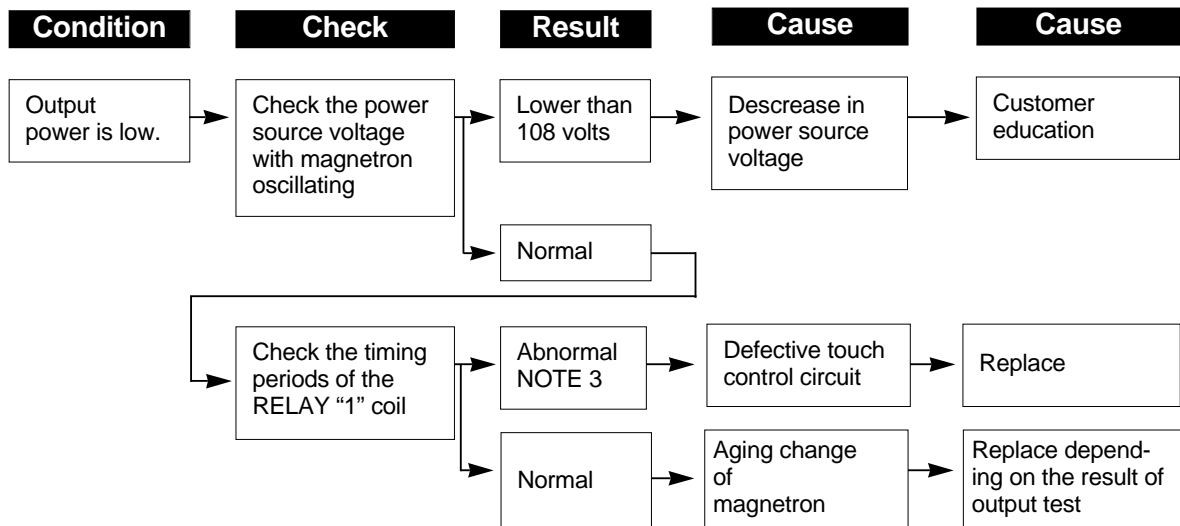 Condition
Check
Result
Cause
Cause
Output
power is low.
Check the power
source voltage
with magnetron
oscillating
Lower than
108 volts
Descrease in
power source
voltage
Customer
education
Normal
Check the timing
periods of the
RELAY “1” coil
Abnormal
NOTE 3
Defective touch
control circuit
Replace
Normal
Aging change
of
magnetron
Replace depend-
ing on the result of
output test